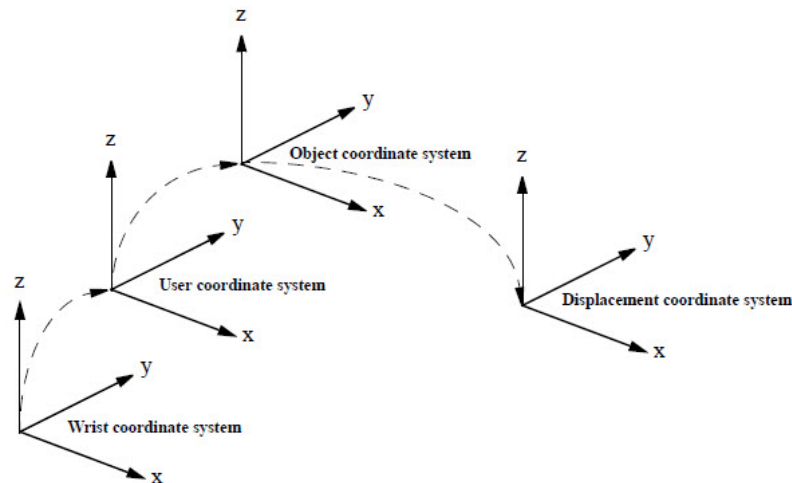 z
y
Object coordinate system
x
z
y
User coordinate system
x
z
y
Displacement coordinate system
x
z
y
Wrist coordinate system
x